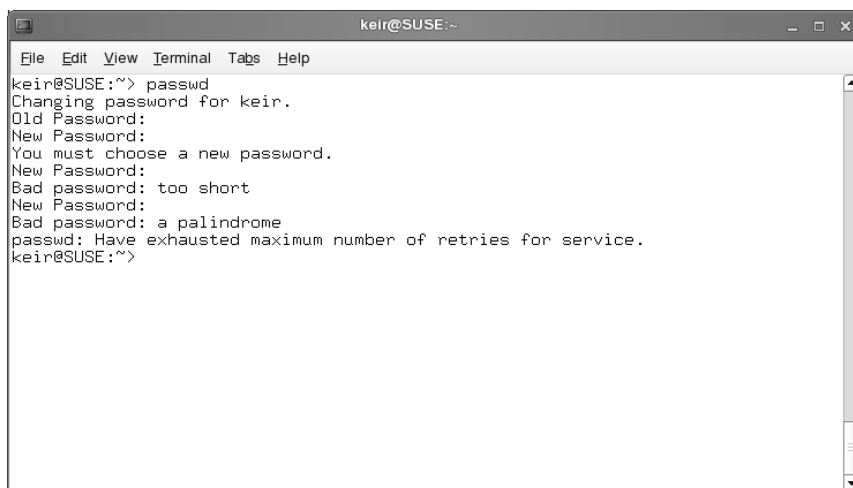 keir@SUSE:~
File Edit View Terminal Tabs Help
keir@SUSE:~> passwd
Changing password for keir.
Old Password:
New Password:
You must choose a new password.
New Password:
Bad password: too short
New Password:
Bad password: a palindrome
passwd: Have exhausted maximum number of retries for service.
keir@SUSE:~>